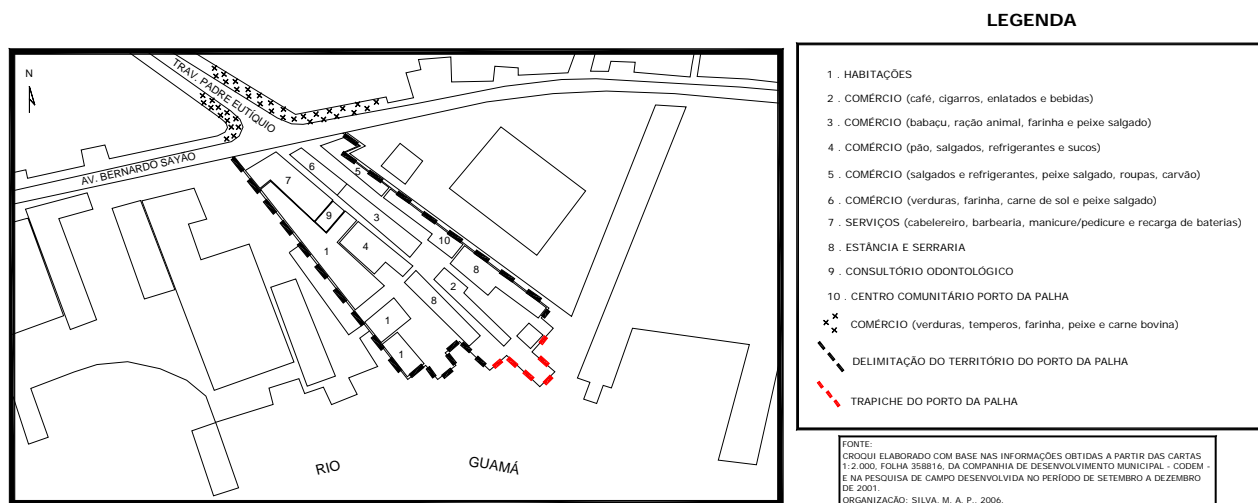 LEGENDA
N
TRAV. PADRE EUTÍQUIO
AV. BERNARDO SAYÃO
6
5
7
9
3
10
1
4
8
2
8
1
1
RIO GUAMÁ
1 . HABITAÇÕES
2 . COMÉRCIO (café, cigarros, enlatados e bebidas)
3 . COMÉRCIO (babaçu, ração animal, farinha e peixe salgado)
4 . COMÉRCIO (pão, salgados, refrigerantes e sucos)
5 . COMÉRCIO (salgados e refrigerantes, peixe salgado, roupas, carvão)
6 . COMÉRCIO (verduras, farinha, carne de sol e peixe salgado)
7 . SERVIÇOS (cabelereiro, barbearia, manicure/pedicure e recarga de baterias)
8 . ESTÂNCIA E SERRARIA
9 . CONSULTÓRIO ODONTOLÓGICO
10 . CENTRO COMUNITÁRIO PORTO DA PALHA
COMÉRCIO (verduras, temperos, farinha, peixe e carne bovina)
DELIMITAÇÃO DO TERRITÓRIO DO PORTO DA PALHA
TRAPICHE DO PORTO DA PALHA
FONTE:
CROQUI ELABORADO COM BASE NAS INFORMAÇÕES OBTIDAS A PARTIR DAS CARTAS
1:2.000, FOLHA 358816, DA COMPANHIA DE DESENVOLVIMENTO MUNICIPAL - CODEM -
E NA PESQUISA DE CAMPO DESENVOLVIDA NO PERÍODO DE SETEMBRO A DEZEMBRO
DE 2001.
ORGANIZAÇÃO: SILVA, M. A. P., 2006.